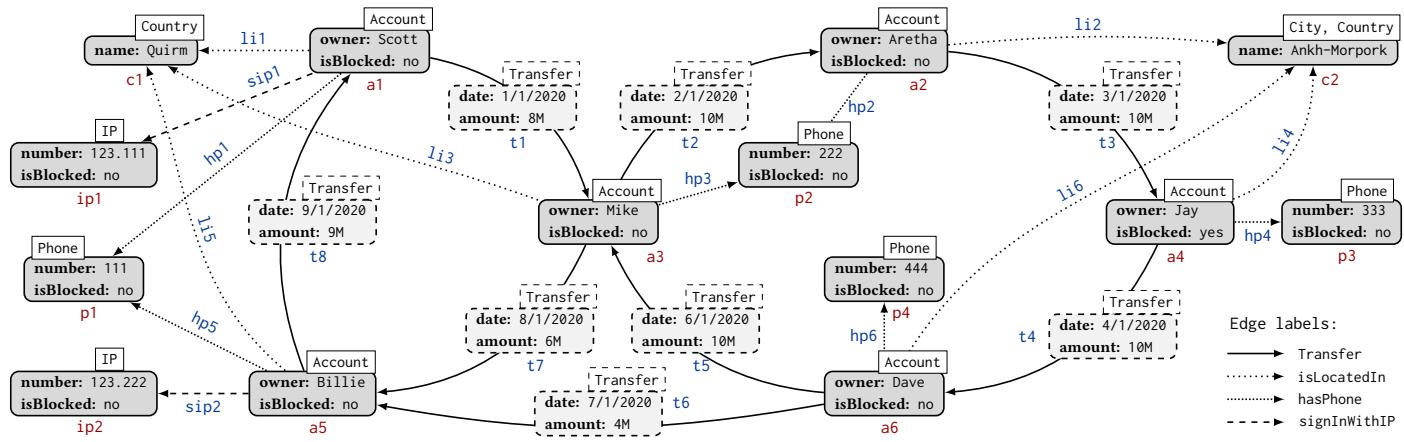 Country
name: Quirm
c1
li1
Account
owner: Scott
isBlocked: no
a1
sip1
Transfer
date: 1/1/2020
amount: 8M
t1
Transfer
date: 2/1/2020
amount: 10M
t2
Account
owner: Aretha
isBlocked: no
a2
hp2
li2
Transfer
date: 3/1/2020
amount: 10M
t3
City, Country
name: Ankh-Morpork
c2
IP
number: 123.111
isBlocked: no
ip1
hp1
li3
Phone
number: 222
isBlocked: no
p2
hp3
li4
li6
Transfer
date: 9/1/2020
amount: 9M
t8
li5
Account
owner: Mike
isBlocked: no
a3
Account
owner: Jay
isBlocked: yes
a4
hp4
Phone
number: 333
isBlocked: no
p3
Phone
number: 111
isBlocked: no
p1
hp5
Phone
number: 444
isBlocked: no
p4
hp6
Transfer
date: 8/1/2020
amount: 6M
t7
Transfer
date: 6/1/2020
amount: 10M
t5
Transfer
date: 4/1/2020
amount: 10M
t4
IP
number: 123.222
isBlocked: no
ip2
sip2
Account
owner: Billie
isBlocked: no
a5
Transfer
date: 7/1/2020
amount: 4M
t6
Account
owner: Dave
isBlocked: no
a6
Edge labels:
Transfer
isLocatedIn
hasPhone
signInWithIP